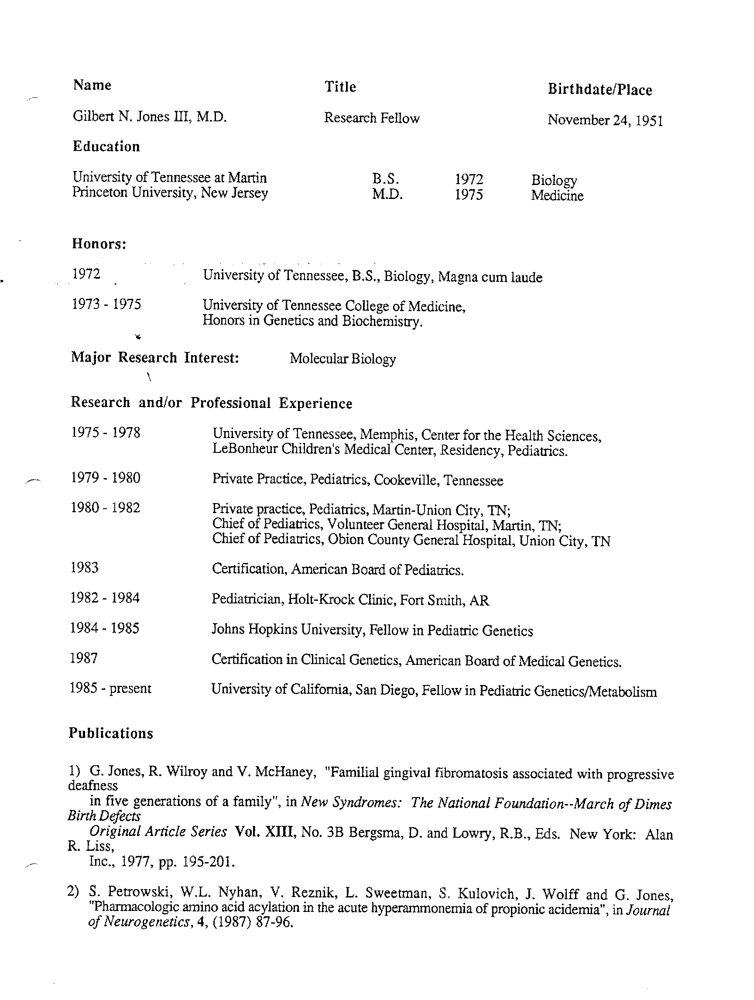 Name Title Birthdate/Place
Gilbert N. Jones III, M.D. Research Fellow November 24, 1951
Education
University of Tennessee at Martin B.S. 1972 Biology
Princeton University, New Jersey M.D. 1975 Medicine
Honors:
1972 University of Tennessee, B.S., Biology, Magna cum laude
1973 - 1975 University of Tennessee College of Medicine,
Honors in Genetics and Biochemistry.
Major Research Interest: Molecular Biology
Research and/or Professional Experience
1975 - 1978 University of Tennessee, Memphis, Center for the Health Sciences,
LeBonheur Children's Medical Center, Residency, Pediatrics.
1979 - 1980 Private Practice, Pediatrics, Cookeville, Tennessee
1980 - 1982 Private practice, Pediatrics, Martin-Union City, TN;
Chief of Pediatrics, Volunteer General Hospital, Martin, TN;
Chief of Pediatrics, Obion County General Hospital, Union City, TN
1983 Certification, American Board of Pediatrics.
1982 - 1984 Pediatrician, Holt-Krock Clinic, Fort Smith, AR
1984 - 1985 Johns Hopkins University, Fellow in Pediatric Genetics
1987 Certification in Clinical Genetics, American Board of Medical Genetics.
1985 - present University of California, San Diego, Fellow in Pediatric Genetics/Metabolism
Publications
1) G. Jones, R. Wilroy and V. McHaney, "Familial gingival fibromatosis associated with progressive
deafness
in five generations of a family", in New Syndromes: The National Foundation--March of Dimes
Birth Defects
Original Article Series Vol. XIII, No. 3B Bergsma, D. and Lowry, R.B., Eds. New York: Alan
R. Liss,
Inc., 1977, pp. 195-201.
2) S. Petrowski, W.L. Nyhan, V. Reznik, L. Sweetman, S. Kulovich, J. Wolff and G. Jones,
"Pharmacologic amino acid acylation in the acute hyperammonemia of propionic acidemia", in Journal
of Neurogenetics, 4, (1987) 87-96.